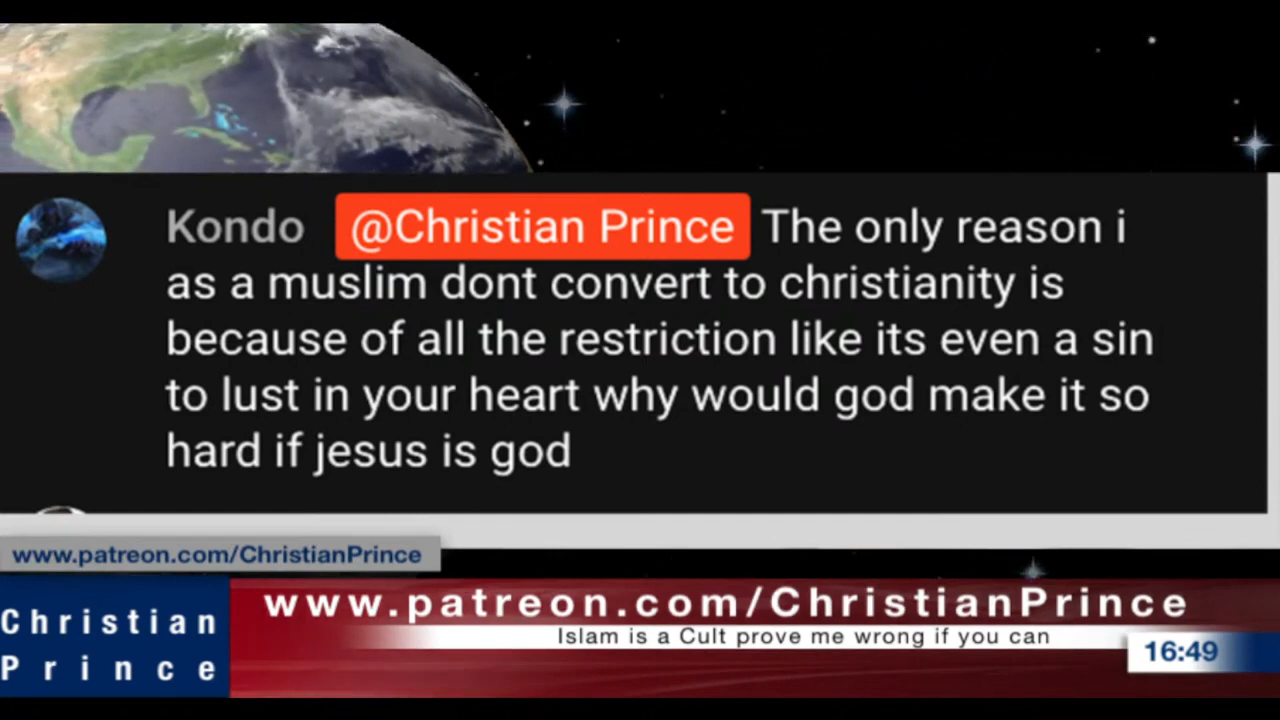 Kondo @Christian Prince The only reason i
as a muslim dont convert to christianity is
because of all the restriction like its even a sin
to lust in your heart why would god make it so
hard if jesus is god
www.patreon.com/ChristianPrince
Christian
Prince
www.patreon.com/ChristianPrince
Islam is a Cult prove me wrong if you can
16:49